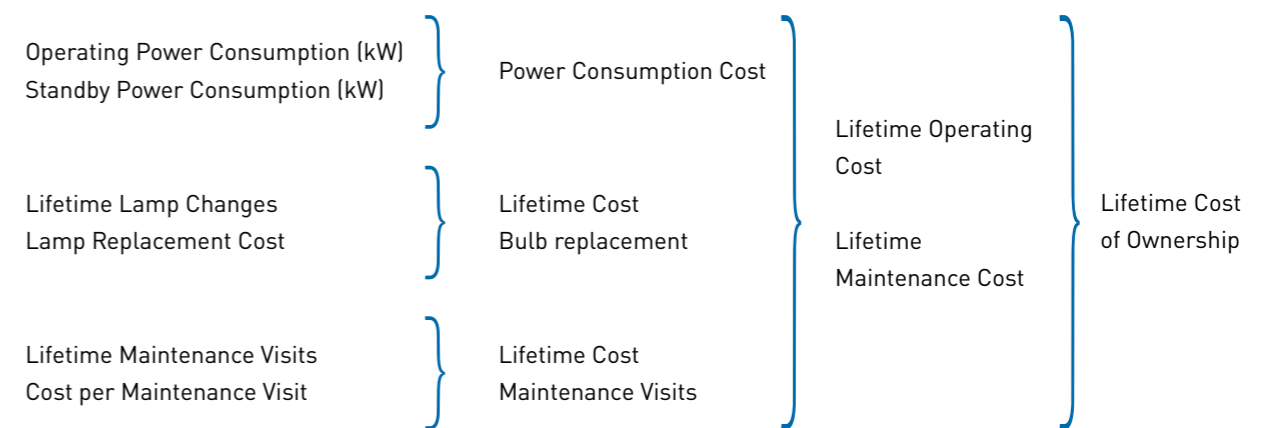 Operating Power Consumption (kW)
Standby Power Consumption (kW)
Power Consumption Cost
Lifetime Lamp Changes
Lamp Replacement Cost
Lifetime Cost
Bulb replacement
Lifetime Maintenance Visits
Cost per Maintenance Visit
Lifetime Cost
Maintenance Visits
Lifetime Operating
Cost
Lifetime
Maintenance Cost
Lifetime Cost
of Ownership